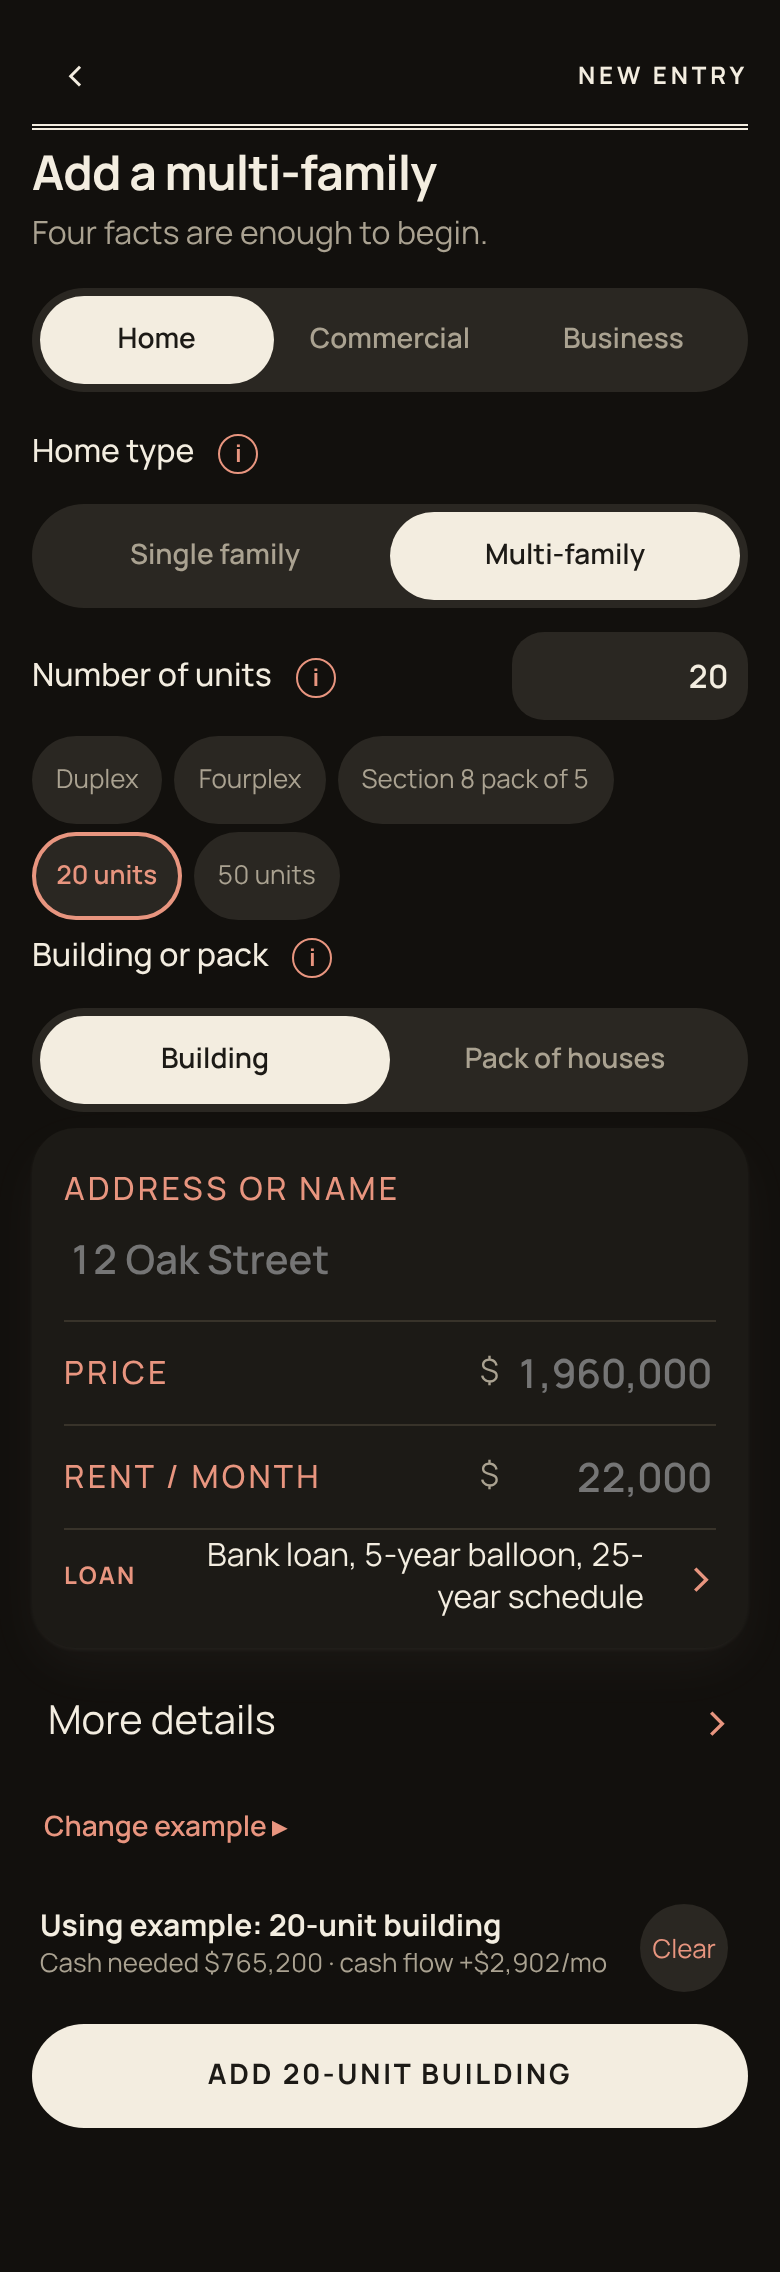 NEW ENTRY
Add a multi-family
Four facts are enough to begin.
Home Commercial Business
Home type i
Single family Multi-family
Number of units i 20
Duplex Fourplex Section 8 pack of 5
20 units 50 units
Building or pack i
Building Pack of houses
ADDRESS OR NAME
12 Oak Street
PRICE $ 1,960,000
RENT / MONTH $ 22,000
LOAN Bank loan, 5-year balloon, 25-
year schedule
More details
Change example ▸
Using example: 20-unit building
Cash needed $765,200 · cash flow +$2,902/mo
Clear
ADD 20-UNIT BUILDING